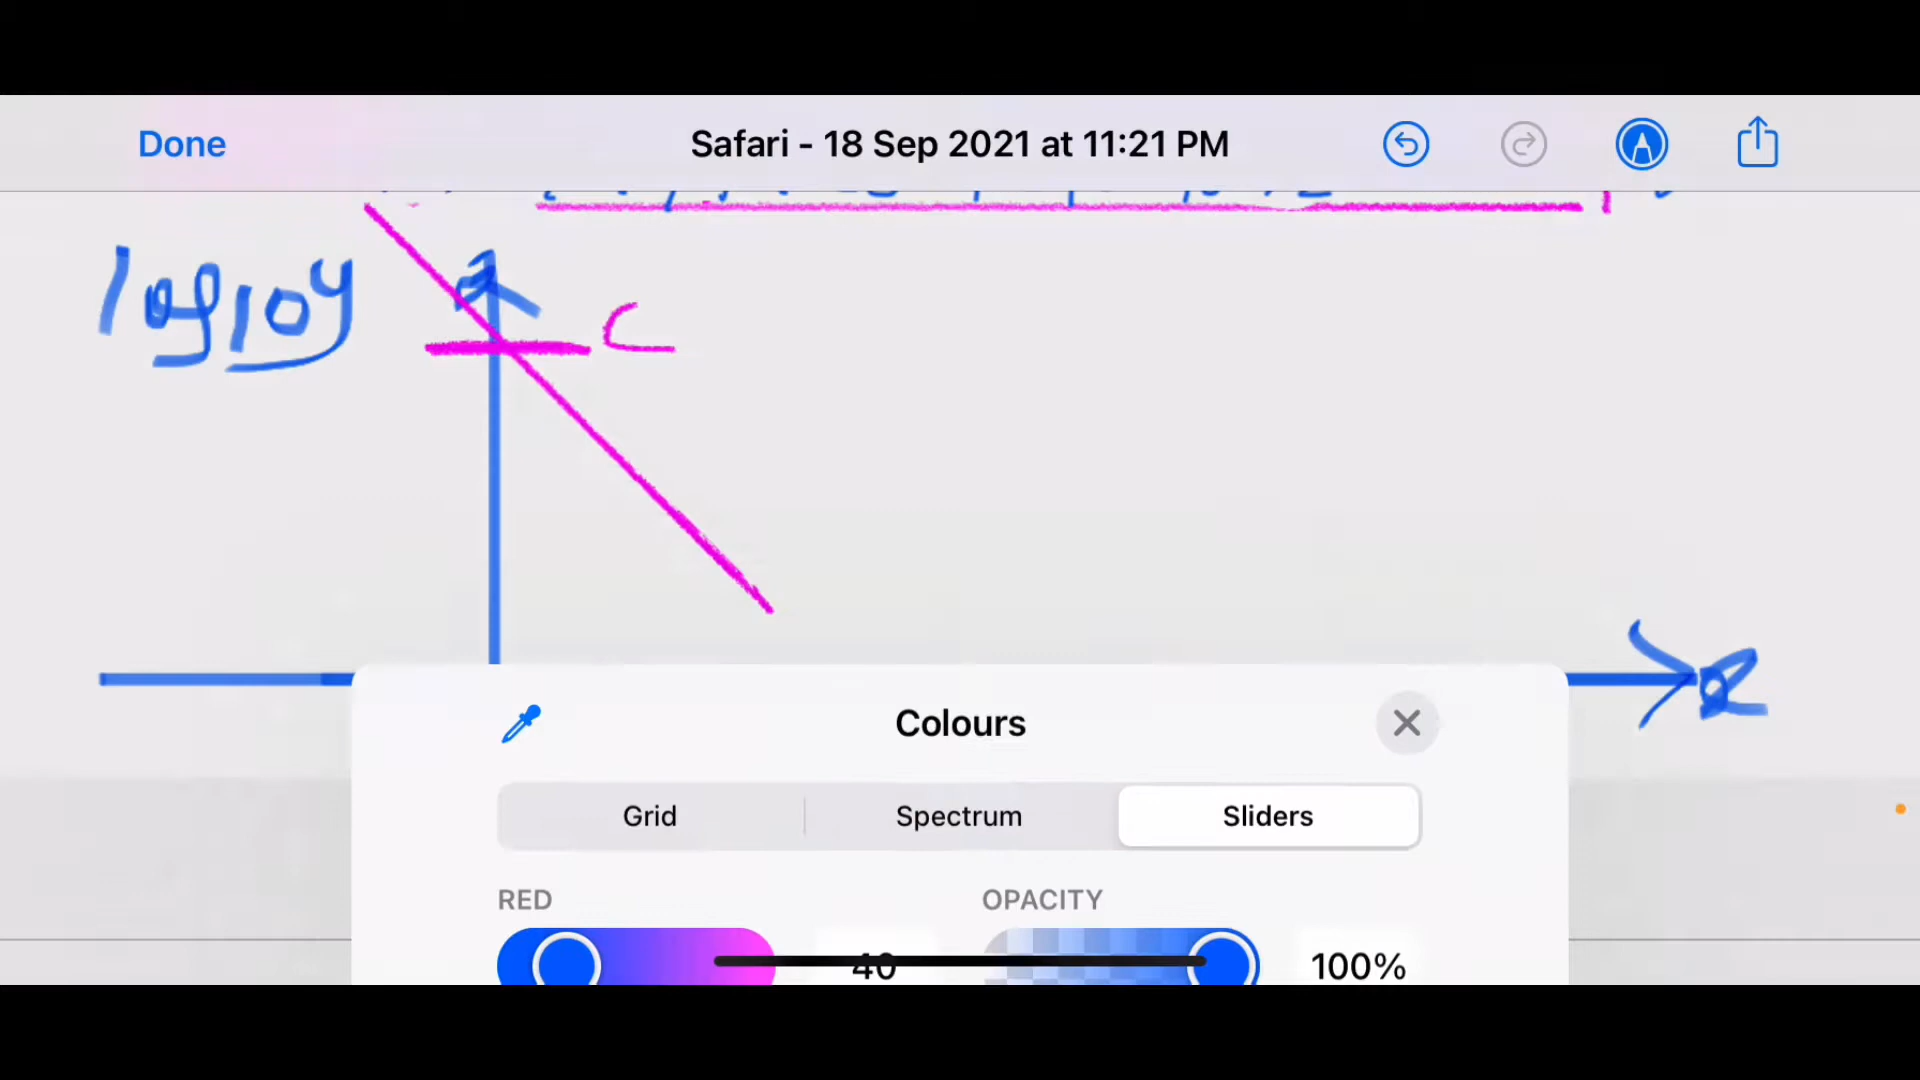 Done
Safari - 18 Sep 2021 at 11:21 PM
log10y
C
x
Colours
Grid
Spectrum
Sliders
RED
OPACITY
40
100%